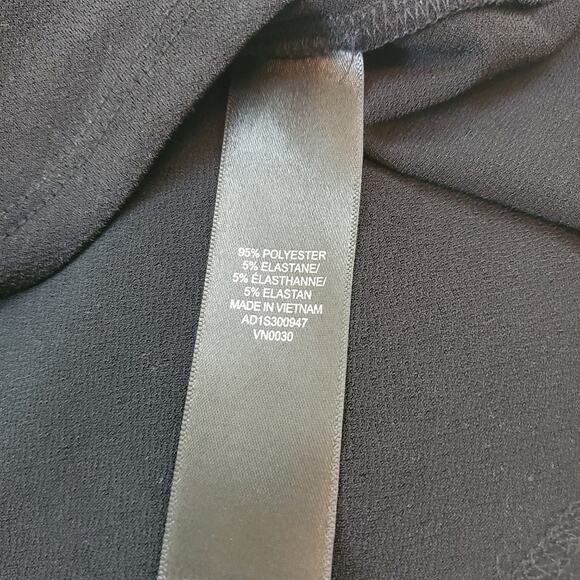 95% POLYESTER
5% ELASTANE/
5% ÉLASTHANNE/
5% ELASTAN
MADE IN VIETNAM
AD1S300947
VN0030